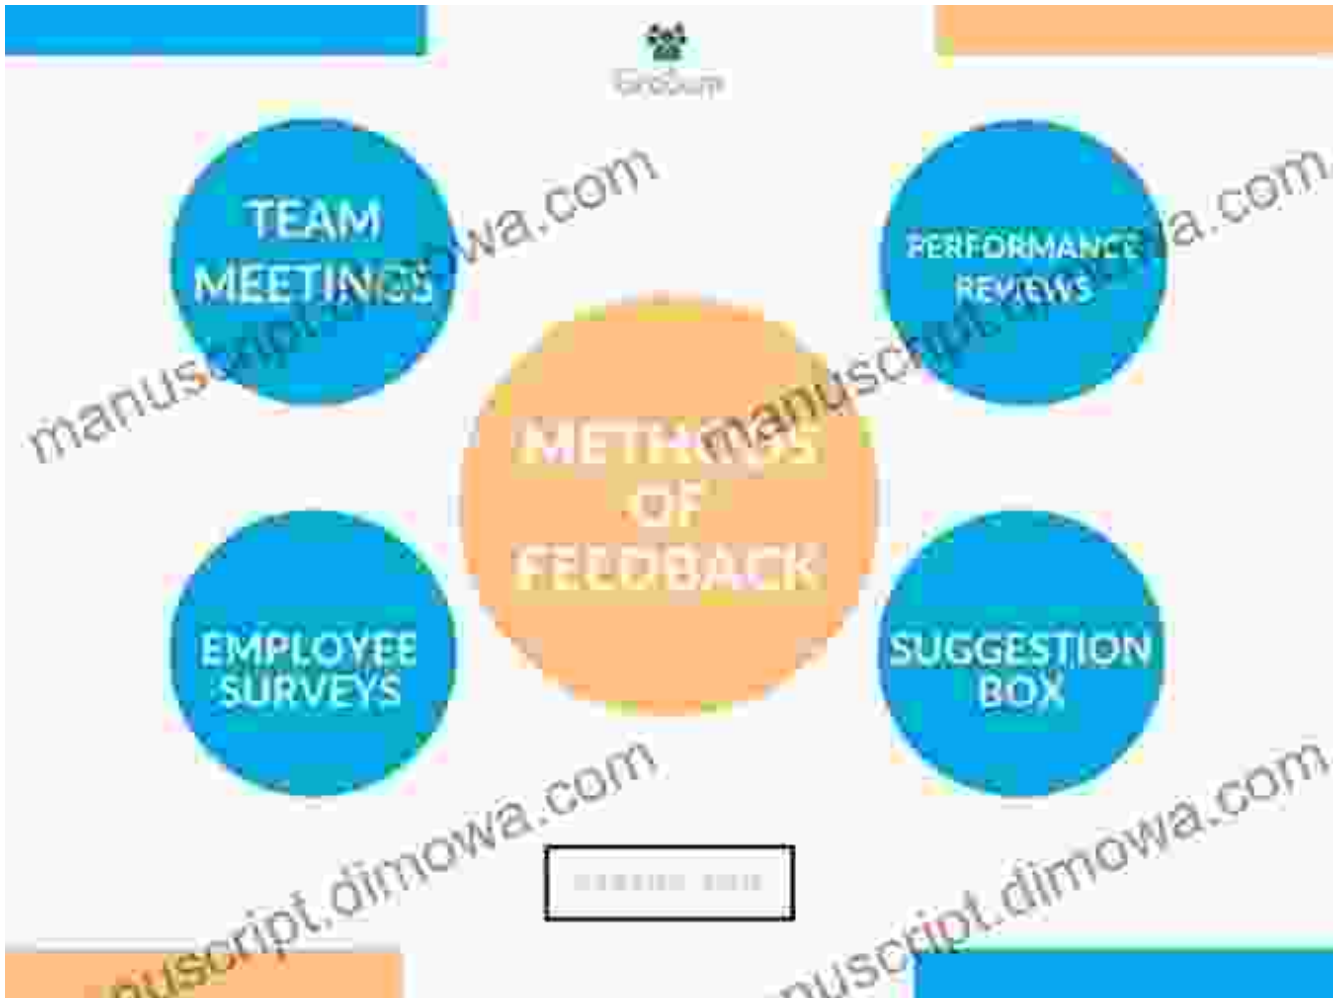 TEAM
MEETINGS
PERFORMANCE
REVIEWS
METHODS
OF
FEEDBACK
EMPLOYEE
SURVEYS
SUGGESTION
BOX
manuscript.dimowa.com
manuscript.dimowa.com
manuscript.dimowa.com
manuscript.dimowa.com